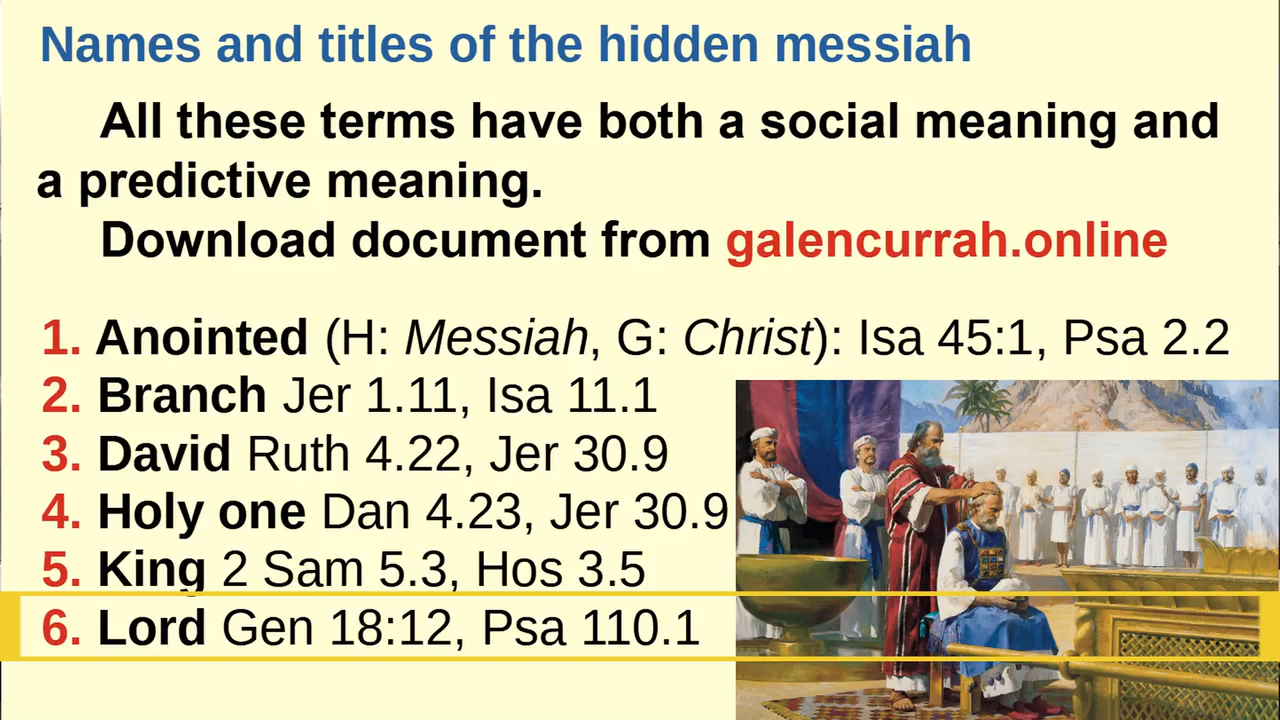 Names and titles of the hidden messiah
All these terms have both a social meaning and
a predictive meaning.
Download document from galencurrah.online
1. Anointed (H: Messiah, G: Christ): Isa 45:1, Psa 2.2
2. Branch Jer 1.11, Isa 11.1
3. David Ruth 4.22, Jer 30.9
4. Holy one Dan 4.23, Jer 30.9
5. King 2 Sam 5.3, Hos 3.5
6. Lord Gen 18:12, Psa 110.1